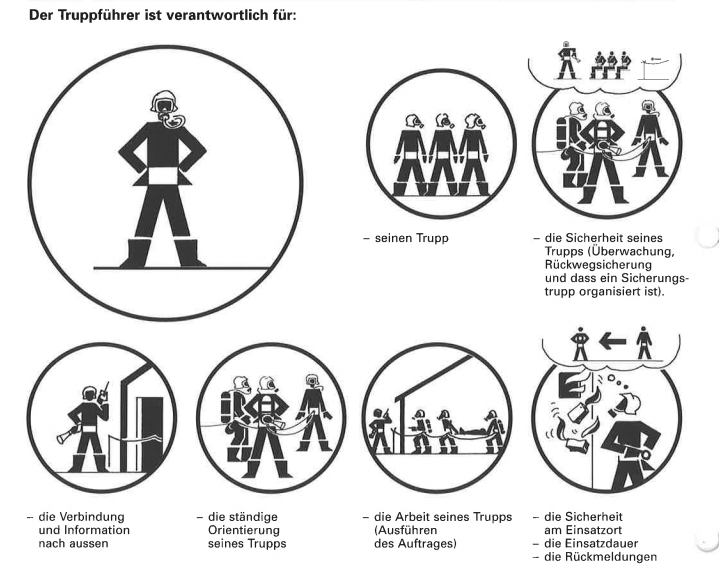 Der Truppführer ist verantwortlich für:
– seinen Trupp
– die Sicherheit seines
Trupps (Überwachung,
Rückwegsicherung
und dass ein Sicherungs-
trupp organisiert ist).
– die Verbindung
und Information
nach aussen
– die ständige
Orientierung
seines Trupps
– die Arbeit seines Trupps
(Ausführen
des Auftrages)
– die Sicherheit
am Einsatzort
– die Einsatzdauer
– die Rückmeldungen